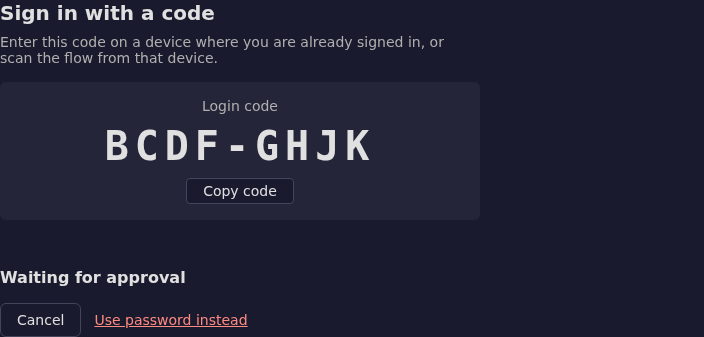 Sign in with a code
Enter this code on a device where you are already signed in, or
scan the flow from that device.
Login code
BCDF-GHJK
Copy code
Waiting for approval
Cancel
Use password instead